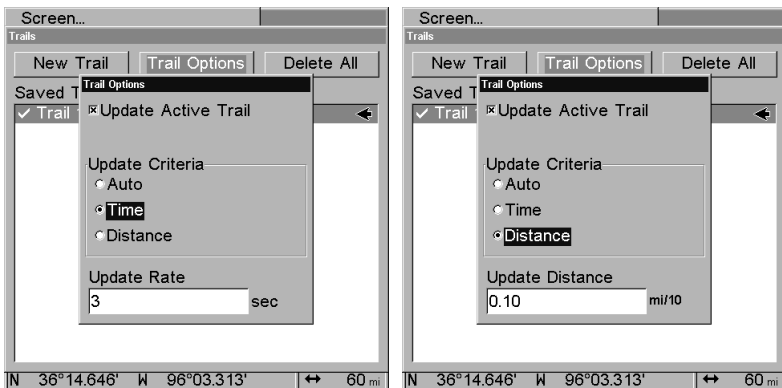 Screen...
Trails
New Trail Trail Options Delete All
Trail Options
Saved T
Update Active Trail
Trail
Update Criteria
Auto
Time
Distance
Update Rate
3 sec
N 36°14.646' W 96°03.313' ↔ 60 mi
Screen...
Trails
New Trail Trail Options Delete All
Trail Options
Saved T
Update Active Trail
Trail
Update Criteria
Auto
Time
Distance
Update Distance
0.10 mi/10
N 36°14.646' W 96°03.313' ↔ 60 mi